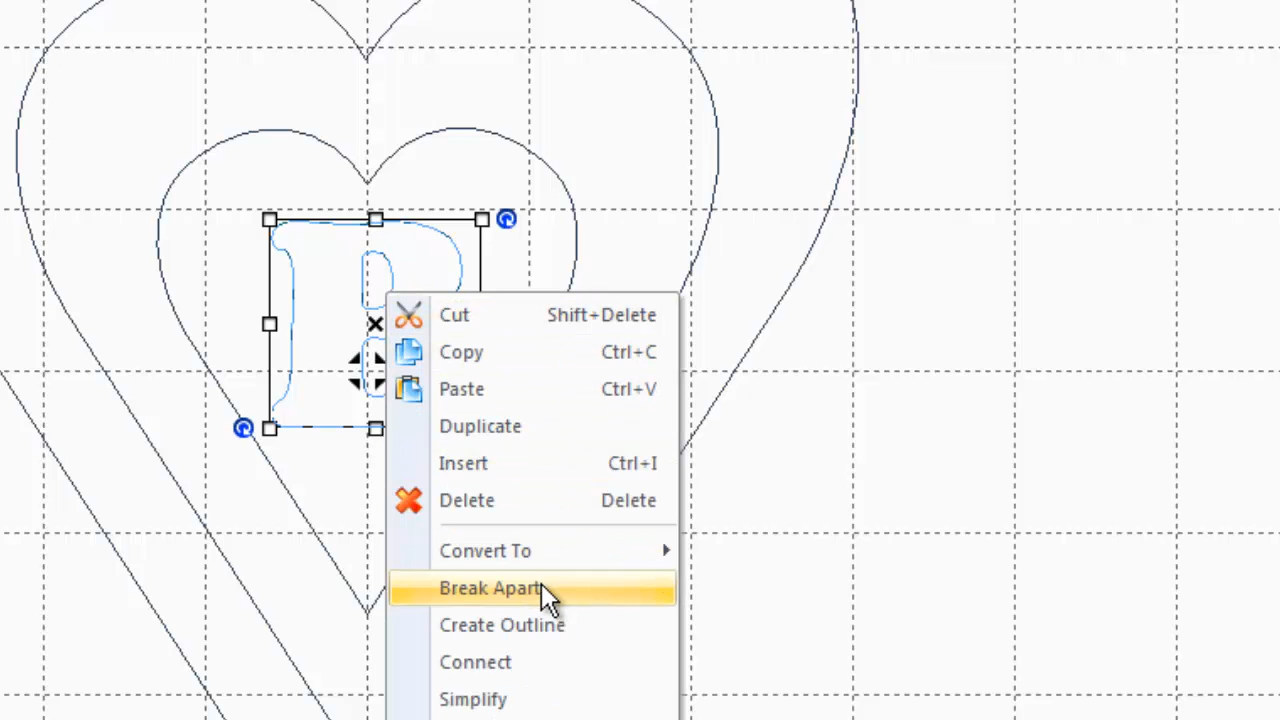 Cut Shift+Delete
Copy Ctrl+C
Paste Ctrl+V
Duplicate
Insert Ctrl+I
Delete Delete
Convert To
Break Apart
Create Outline
Connect
Simplify